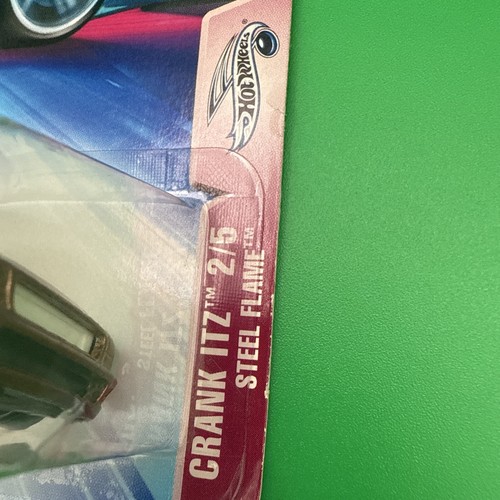 Hot Wheels®
CRANK ITZ™ 2/5
STEEL FLAME™